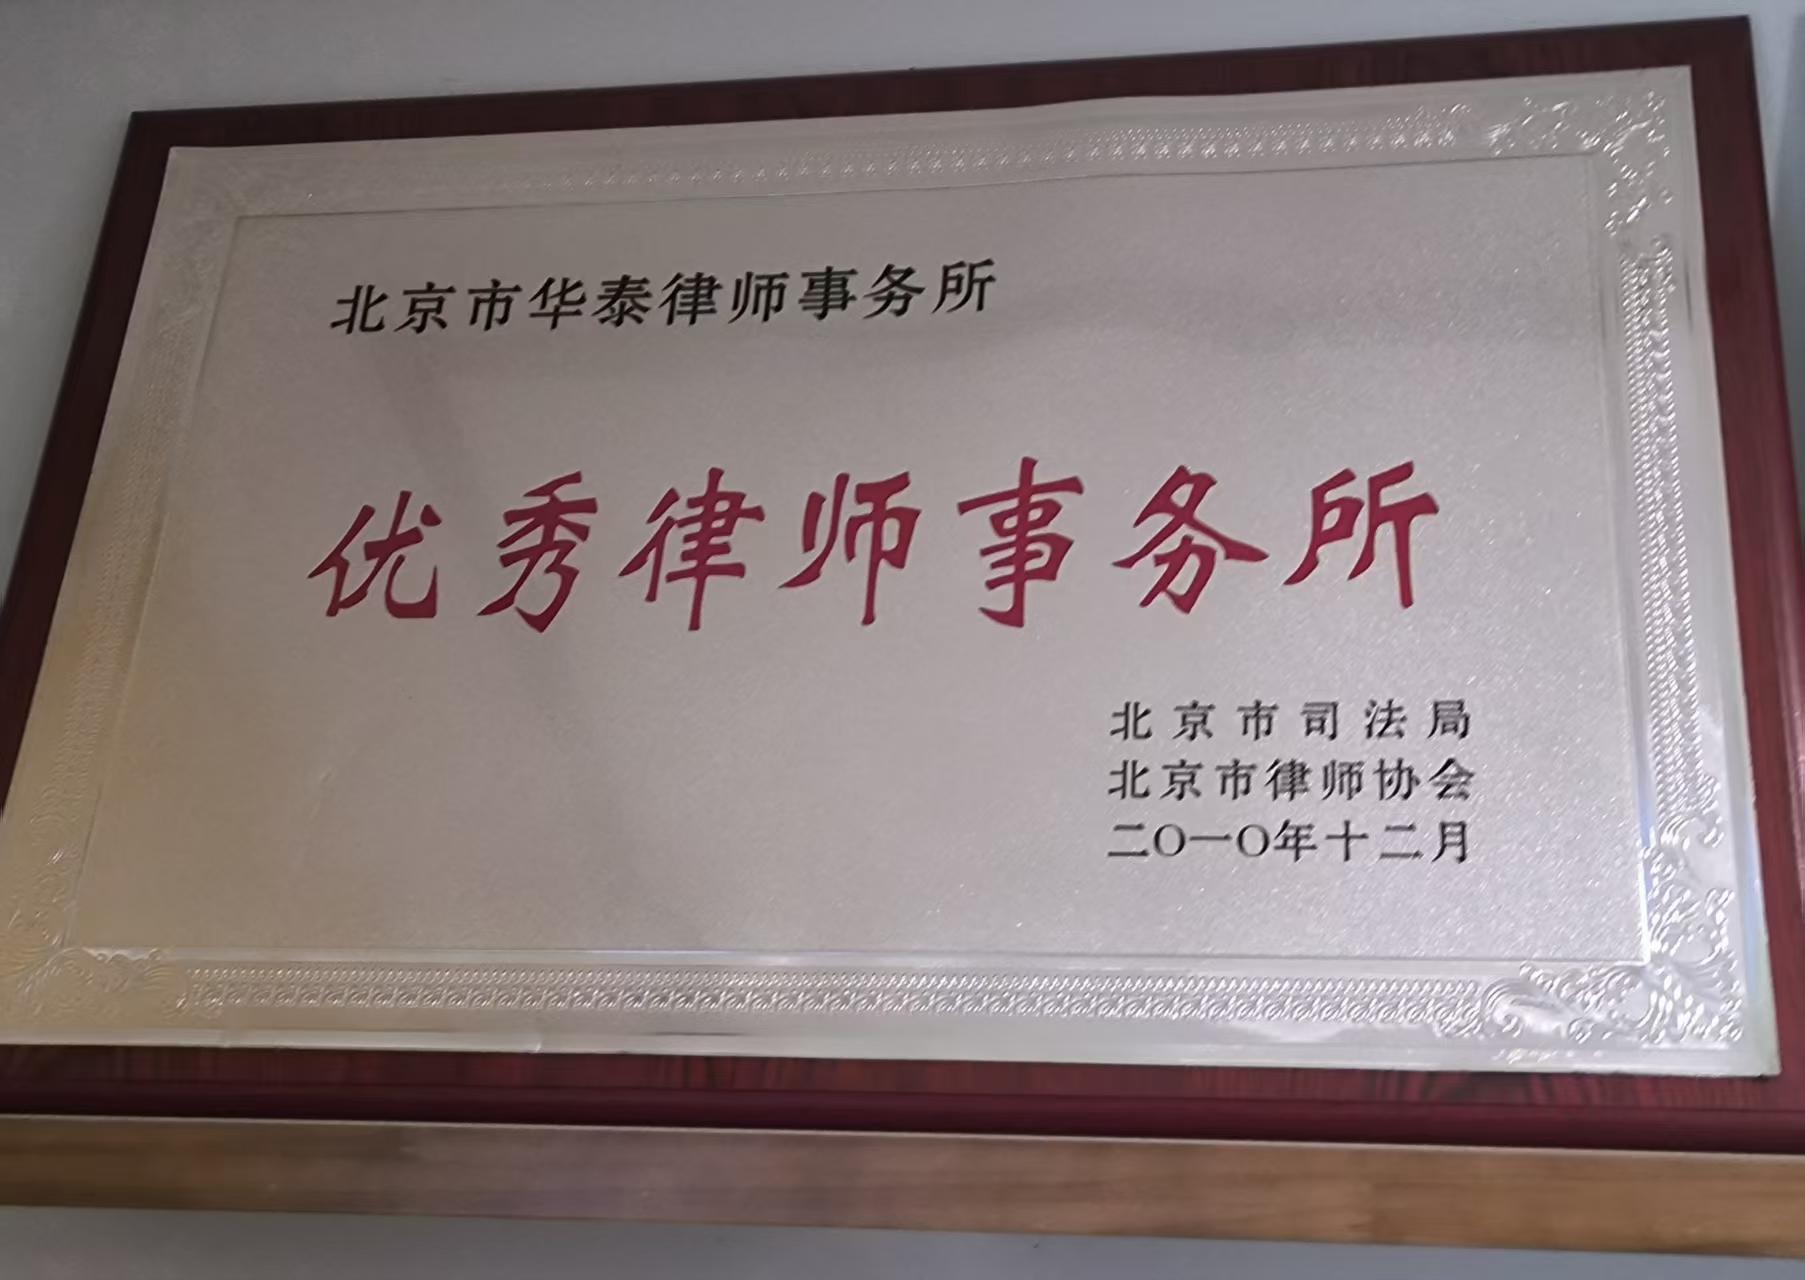 北京市华泰律师事务所
优秀律师事务所
北京市司法局
北京市律师协会
二〇一〇年十二月